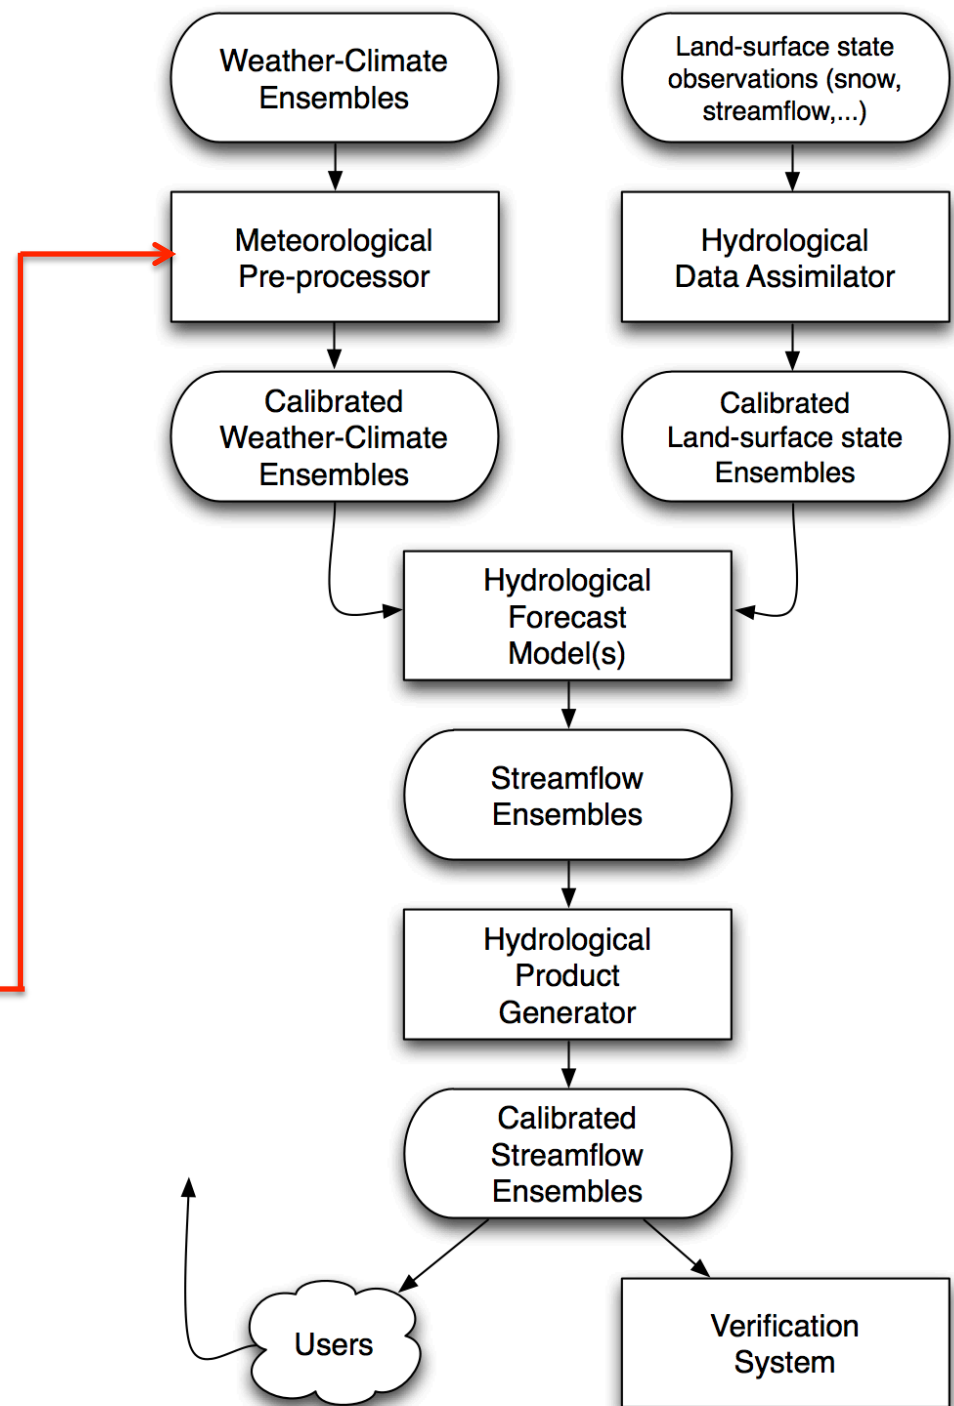 Weather-Climate
Ensembles
Land-surface state
observations (snow,
streamflow,...)
Meteorological
Pre-processor
Hydrological
Data Assimilator
Calibrated
Weather-Climate
Ensembles
Calibrated
Land-surface state
Ensembles
Hydrological
Forecast
Model(s)
Streamflow
Ensembles
Hydrological
Product
Generator
Calibrated
Streamflow
Ensembles
Users
Verification
System